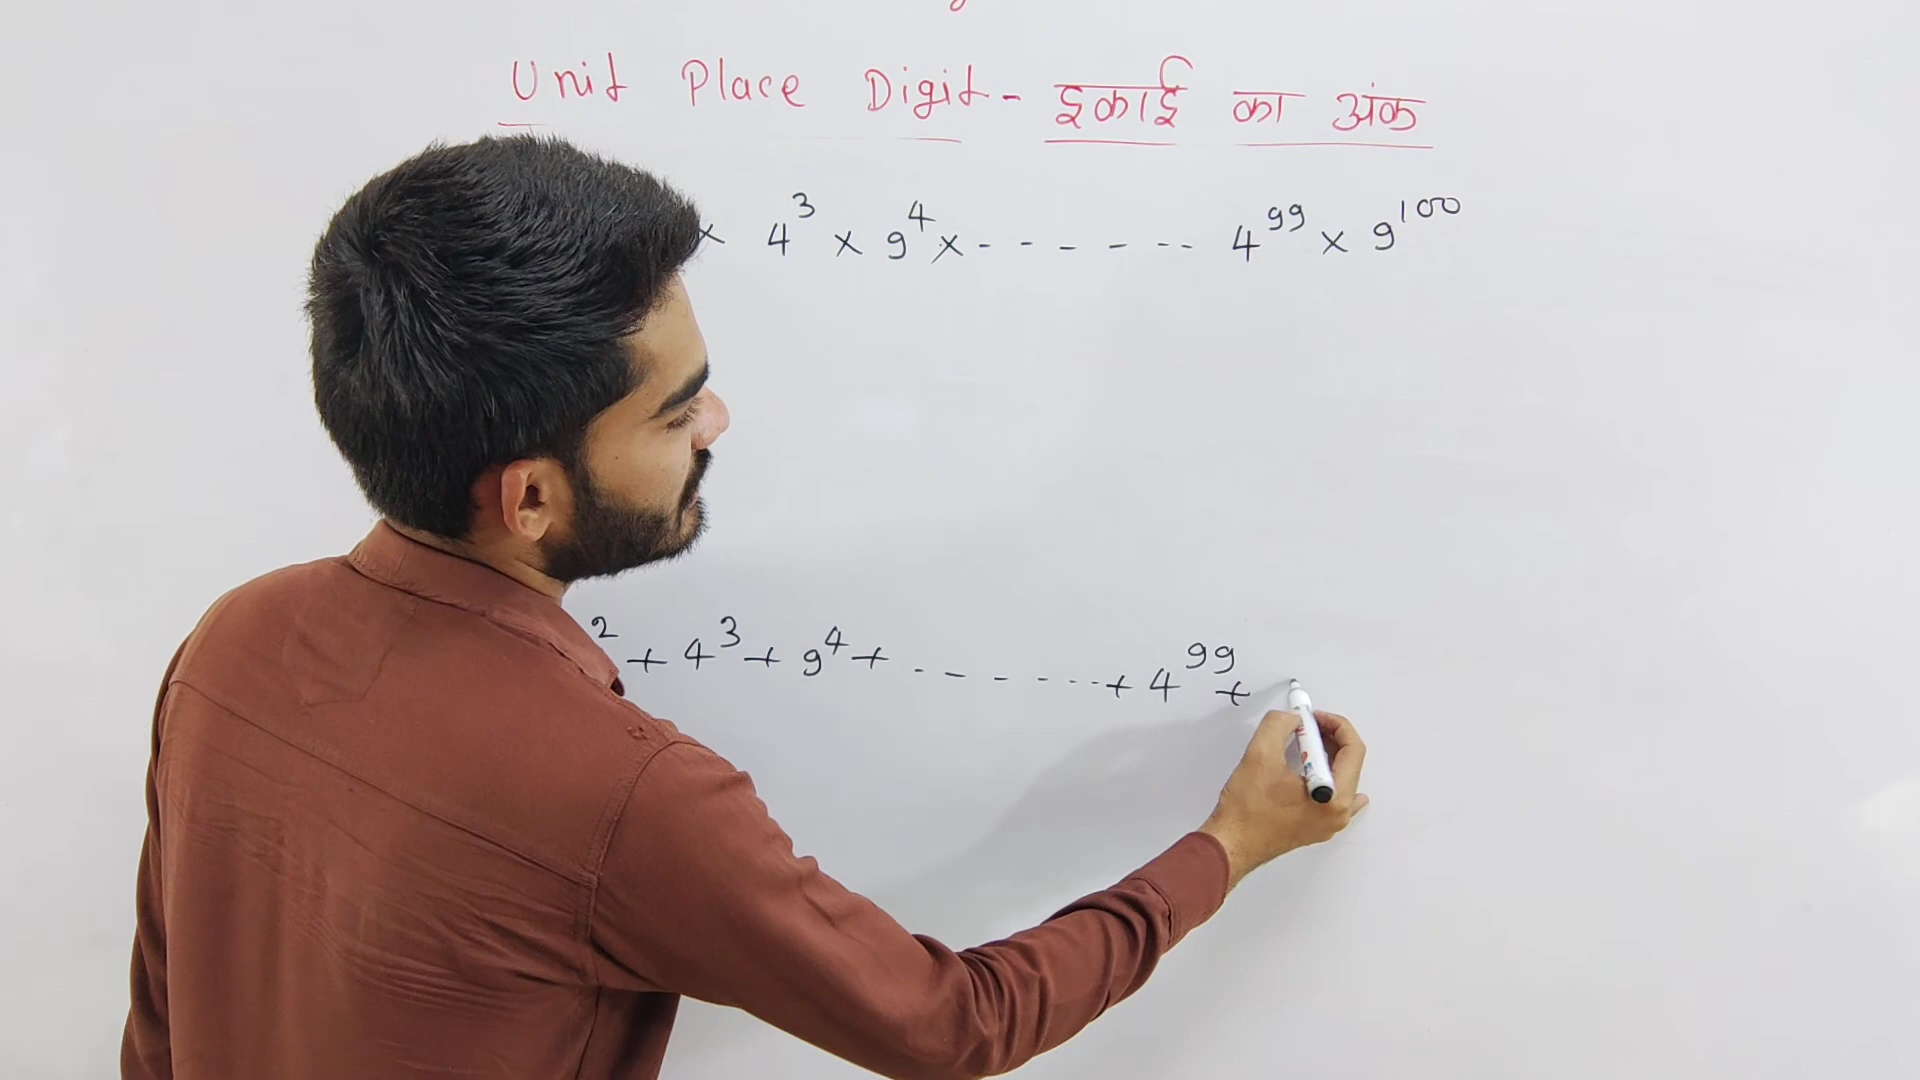 Unit Place Digit - इकाई का अंक
× 4³ × 9⁴ × - - - - - - 4⁹⁹ × 9¹⁰⁰
² + 4³ + 9⁴ + - - - - - - - + 4⁹⁹ +